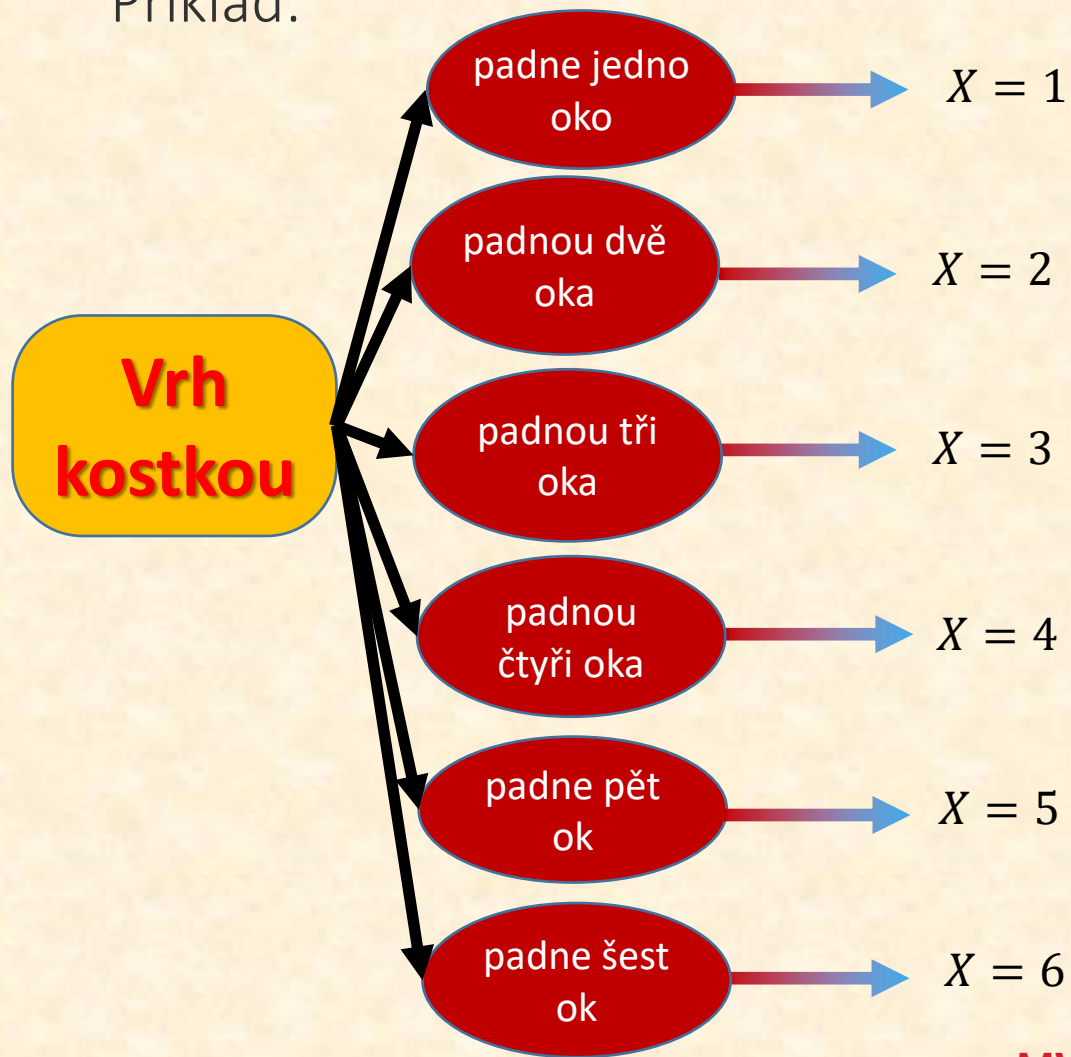 Příklad:
padne jedno
oko
X = 1
padnou dvě
oka
X = 2
Vrh
kostkou
padnou tři
oka
X = 3
padnou
čtyři oka
X = 4
padne pět
ok
X = 5
padne šest
ok
X = 6